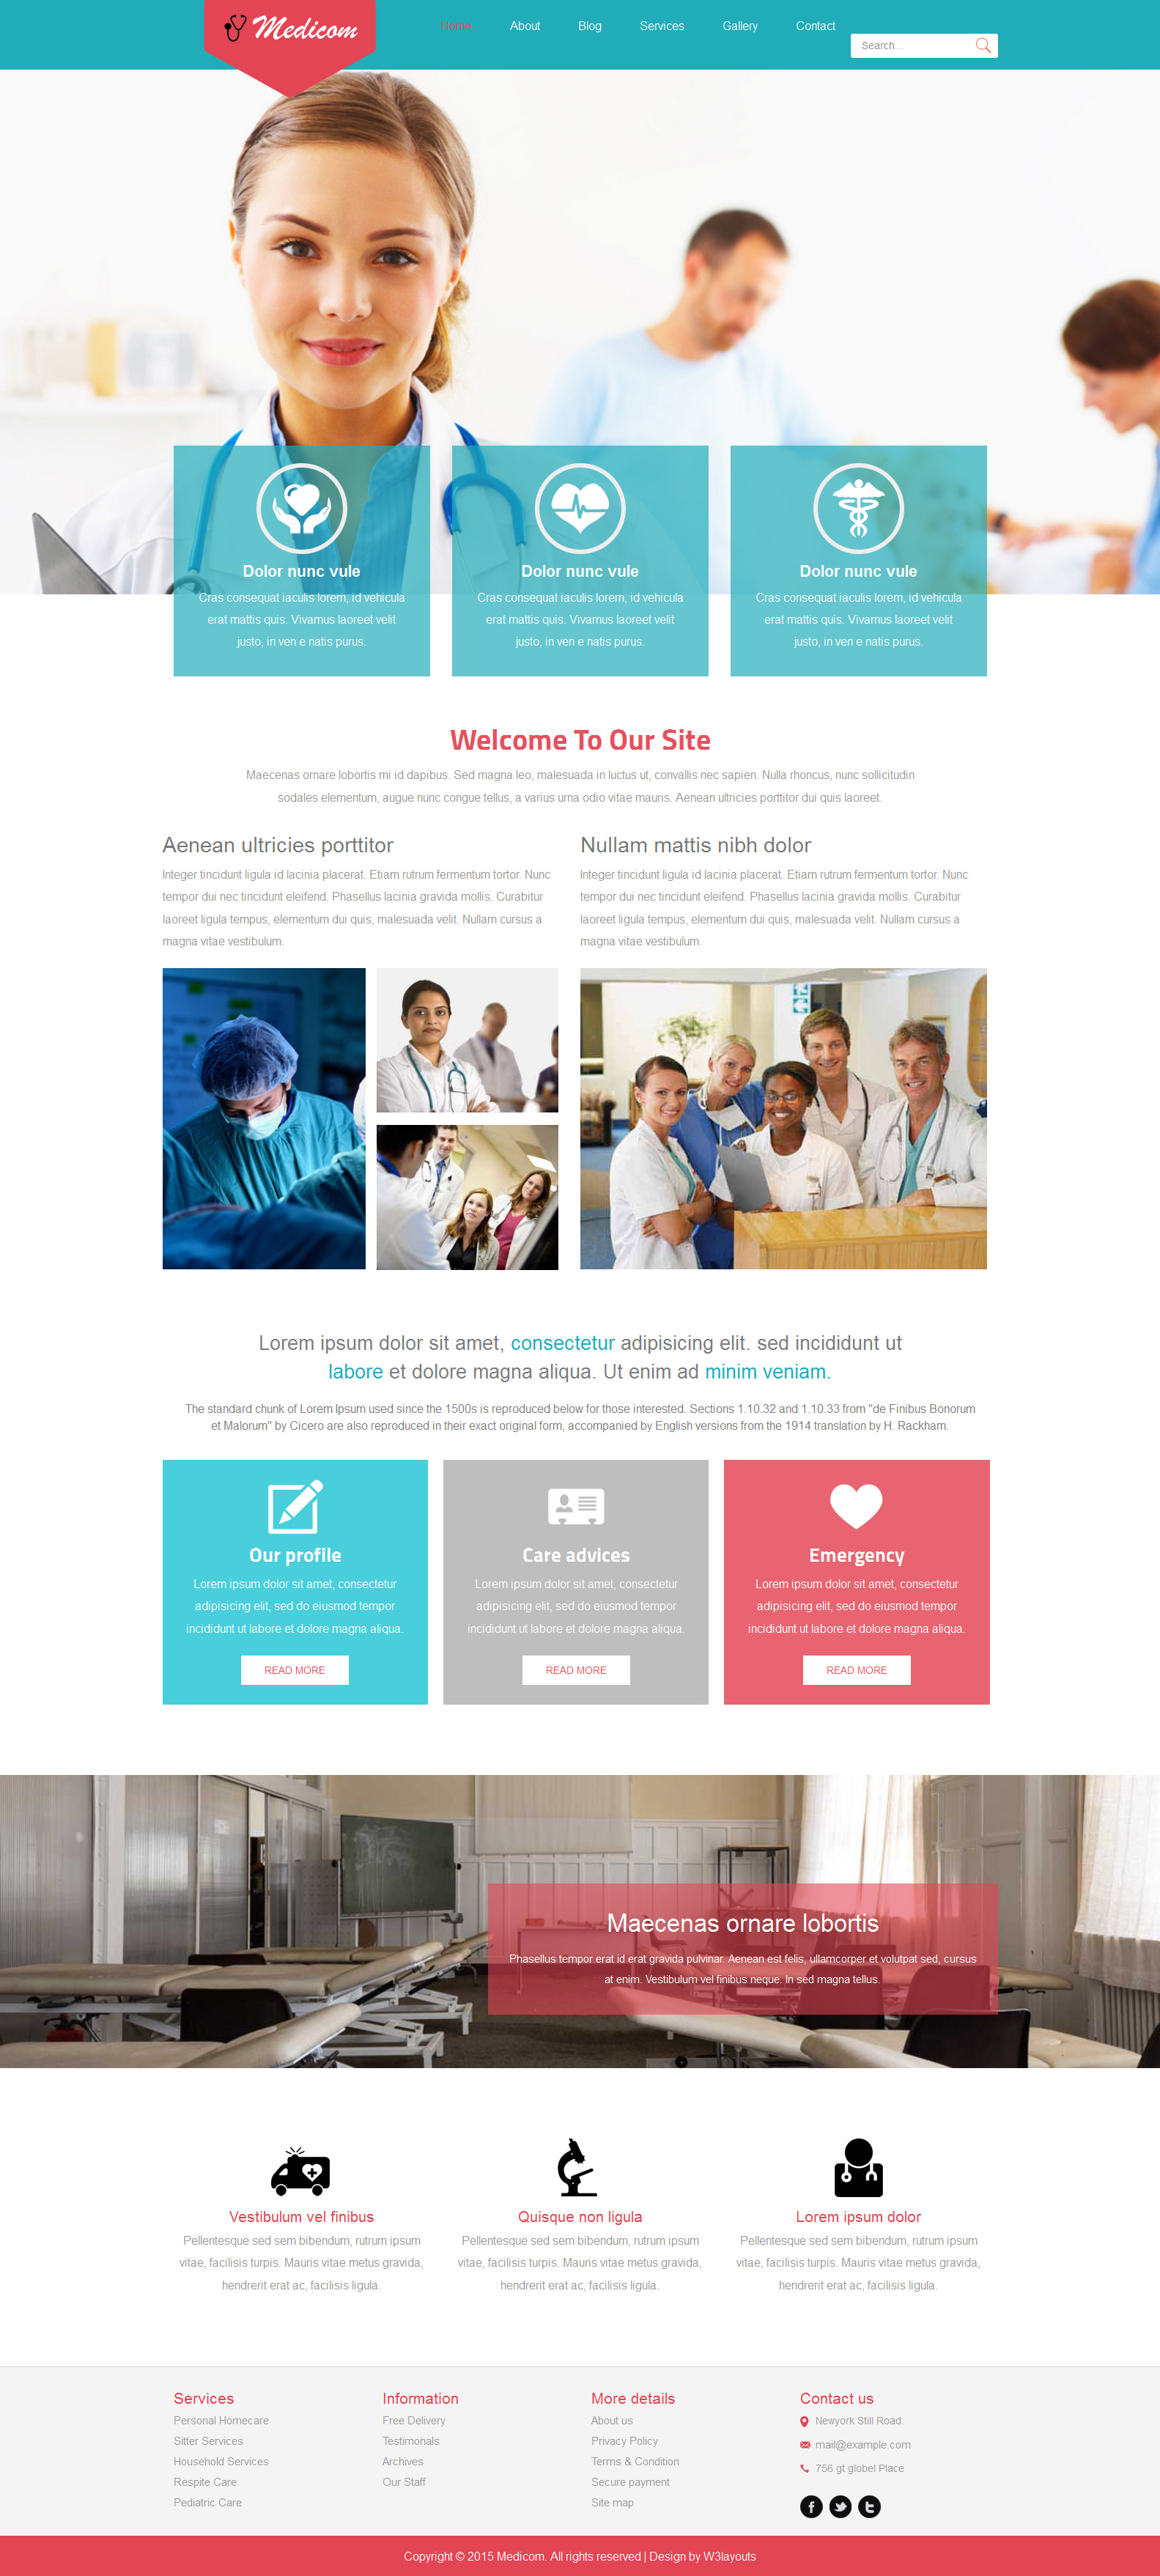 Medicom
Home About Blog Services Gallery Contact
Search...
Dolor nunc vule
Cras consequat iaculis lorem, id vehicula
erat mattis quis. Vivamus laoreet velit
justo, in ven e natis purus.
Dolor nunc vule
Cras consequat iaculis lorem, id vehicula
erat mattis quis. Vivamus laoreet velit
justo, in ven e natis purus.
Dolor nunc vule
Cras consequat iaculis lorem, id vehicula
erat mattis quis. Vivamus laoreet velit
justo, in ven e natis purus.
Welcome To Our Site
Maecenas ornare lobortis mi id dapibus. Sed magna leo, malesuada in luctus ut, convallis nec sapien. Nulla rhoncus, nunc sollicitudin
sodales elementum, augue nunc congue tellus, a varius urna odio vitae mauris. Aenean ultricies porttitor dui quis laoreet.
Aenean ultricies porttitor
Integer tincidunt ligula id lacinia placerat. Etiam rutrum fermentum tortor. Nunc
tempor dui nec tincidunt eleifend. Phasellus lacinia gravida mollis. Curabitur
laoreet ligula tempus, elementum dui quis, malesuada velit. Nullam cursus a
magna vitae vestibulum.
Nullam mattis nibh dolor
Integer tincidunt ligula id lacinia placerat. Etiam rutrum fermentum tortor. Nunc
tempor dui nec tincidunt eleifend. Phasellus lacinia gravida mollis. Curabitur
laoreet ligula tempus, elementum dui quis, malesuada velit. Nullam cursus a
magna vitae vestibulum.
Lorem ipsum dolor sit amet, consectetur adipisicing elit. sed incididunt ut
labore et dolore magna aliqua. Ut enim ad minim veniam.
The standard chunk of Lorem Ipsum used since the 1500s is reproduced below for those interested. Sections 1.10.32 and 1.10.33 from "de Finibus Bonorum
et Malorum" by Cicero are also reproduced in their exact original form, accompanied by English versions from the 1914 translation by H. Rackham.
Our profile
Lorem ipsum dolor sit amet, consectetur
adipisicing elit, sed do eiusmod tempor
incididunt ut labore et dolore magna aliqua.
READ MORE
Care advices
Lorem ipsum dolor sit amet, consectetur
adipisicing elit, sed do eiusmod tempor
incididunt ut labore et dolore magna aliqua.
READ MORE
Emergency
Lorem ipsum dolor sit amet, consectetur
adipisicing elit, sed do eiusmod tempor
incididunt ut labore et dolore magna aliqua.
READ MORE
Maecenas ornare lobortis
Phasellus tempor erat id erat gravida pulvinar. Aenean est felis, ullamcorper et volutpat sed, cursus
at enim. Vestibulum vel finibus neque. In sed magna tellus.
Vestibulum vel finibus
Pellentesque sed sem bibendum, rutrum ipsum
vitae, facilisis turpis. Mauris vitae metus gravida,
hendrerit erat ac, facilisis ligula.
Quisque non ligula
Pellentesque sed sem bibendum, rutrum ipsum
vitae, facilisis turpis. Mauris vitae metus gravida,
hendrerit erat ac, facilisis ligula.
Lorem ipsum dolor
Pellentesque sed sem bibendum, rutrum ipsum
vitae, facilisis turpis. Mauris vitae metus gravida,
hendrerit erat ac, facilisis ligula.
Services
Personal Homecare
Sitter Services
Household Services
Respite Care
Pediatric Care
Information
Free Delivery
Testimonals
Archives
Our Staff
More details
About us
Privacy Policy
Terms & Condition
Secure payment
Site map
Contact us
Newyork Still Road.
mail@example.com
756 gt globel Place
Copyright © 2015 Medicom. All rights reserved | Design by W3layouts